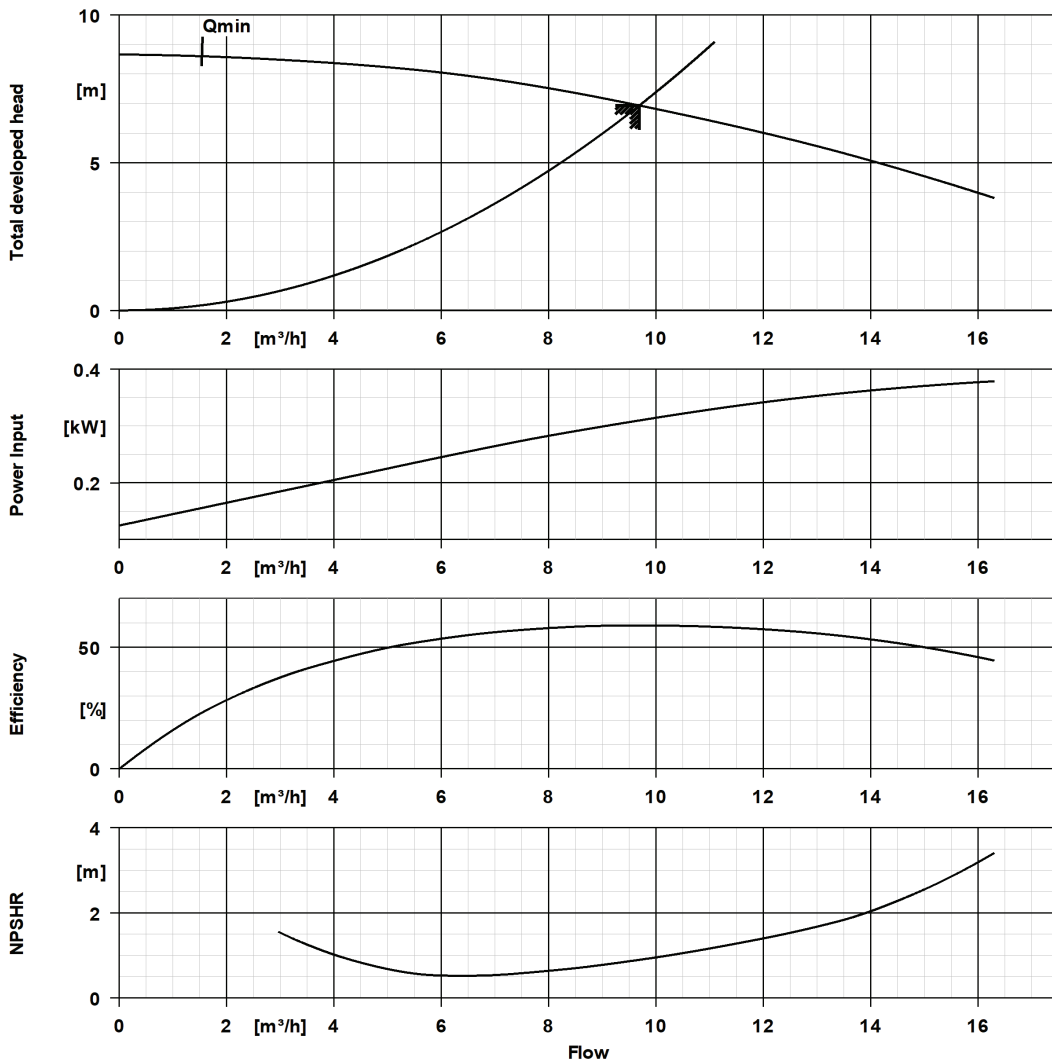 10
Qmin
[m]
Total developed head
5
0
0 2 [m³/h] 4 6 8 10 12 14 16
0.4
[kW]
Power Input
0.2
0 2 [m³/h] 4 6 8 10 12 14 16
50
Efficiency
[%]
0
0 2 [m³/h] 4 6 8 10 12 14 16
4
[m]
NPSHR
2
0
0 2 [m³/h] 4 6 8 10 12 14 16
Flow